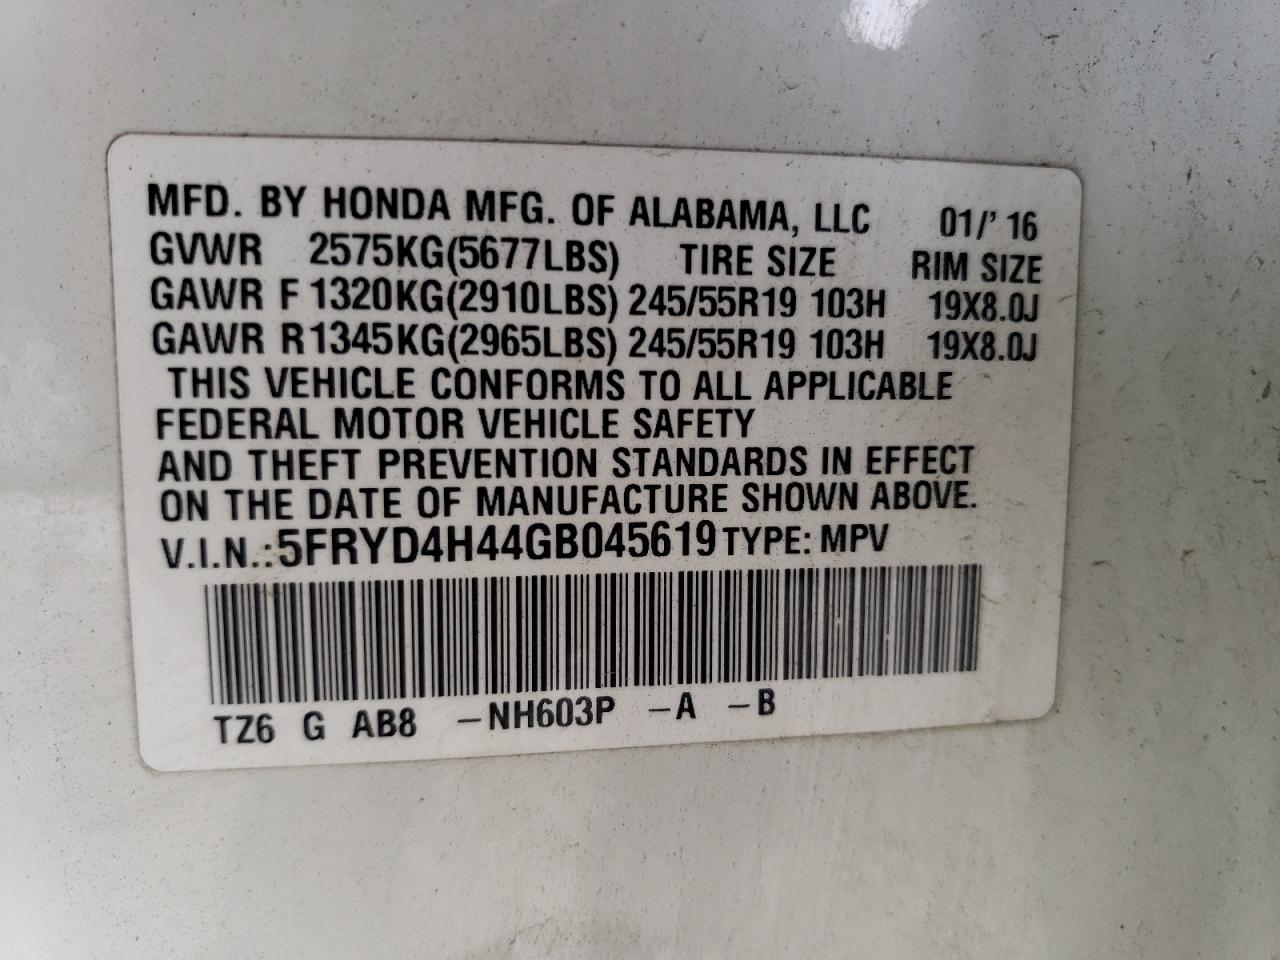 MFD. BY HONDA MFG. OF ALABAMA, LLC 01/'16
GVWR 2575KG(5677LBS) TIRE SIZE RIM SIZE
GAWR F 1320KG(2910LBS) 245/55R19 103H 19X8.0J
GAWR R 1345KG(2965LBS) 245/55R19 103H 19X8.0J
THIS VEHICLE CONFORMS TO ALL APPLICABLE
FEDERAL MOTOR VEHICLE SAFETY
AND THEFT PREVENTION STANDARDS IN EFFECT
ON THE DATE OF MANUFACTURE SHOWN ABOVE.
V.I.N.:5FRYD4H44GB045619 TYPE: MPV
TZ6 G AB8 -NH603P -A -B